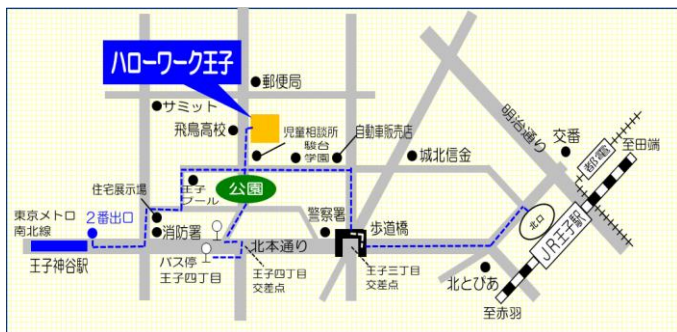 ハローワーク王子
郵便局
サミット
飛鳥高校
児童相談所
駿台
学園
自動車販売店
城北信金
明治通り
交番
都電
至田端
住宅展示場
王子
プール
公園
東京メトロ
南北線
2番出口
消防署
警察署
歩道橋
北口
JR王子駅
北本通り
王子神谷駅
バス停
王子四丁目
王子四丁目
交差点
王子三丁目
交差点
北とぴあ
至赤羽